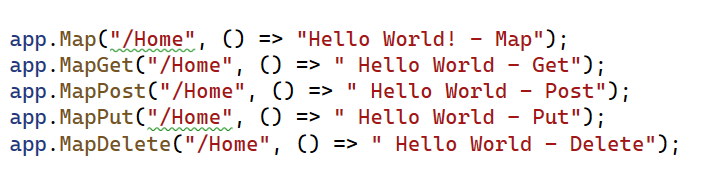 app.Map("/Home", () => "Hello World! - Map");
app.MapGet("/Home", () => " Hello World - Get");
app.MapPost("/Home", () => " Hello World - Post");
app.MapPut("/Home", () => " Hello World - Put");
app.MapDelete("/Home", () => " Hello World - Delete");